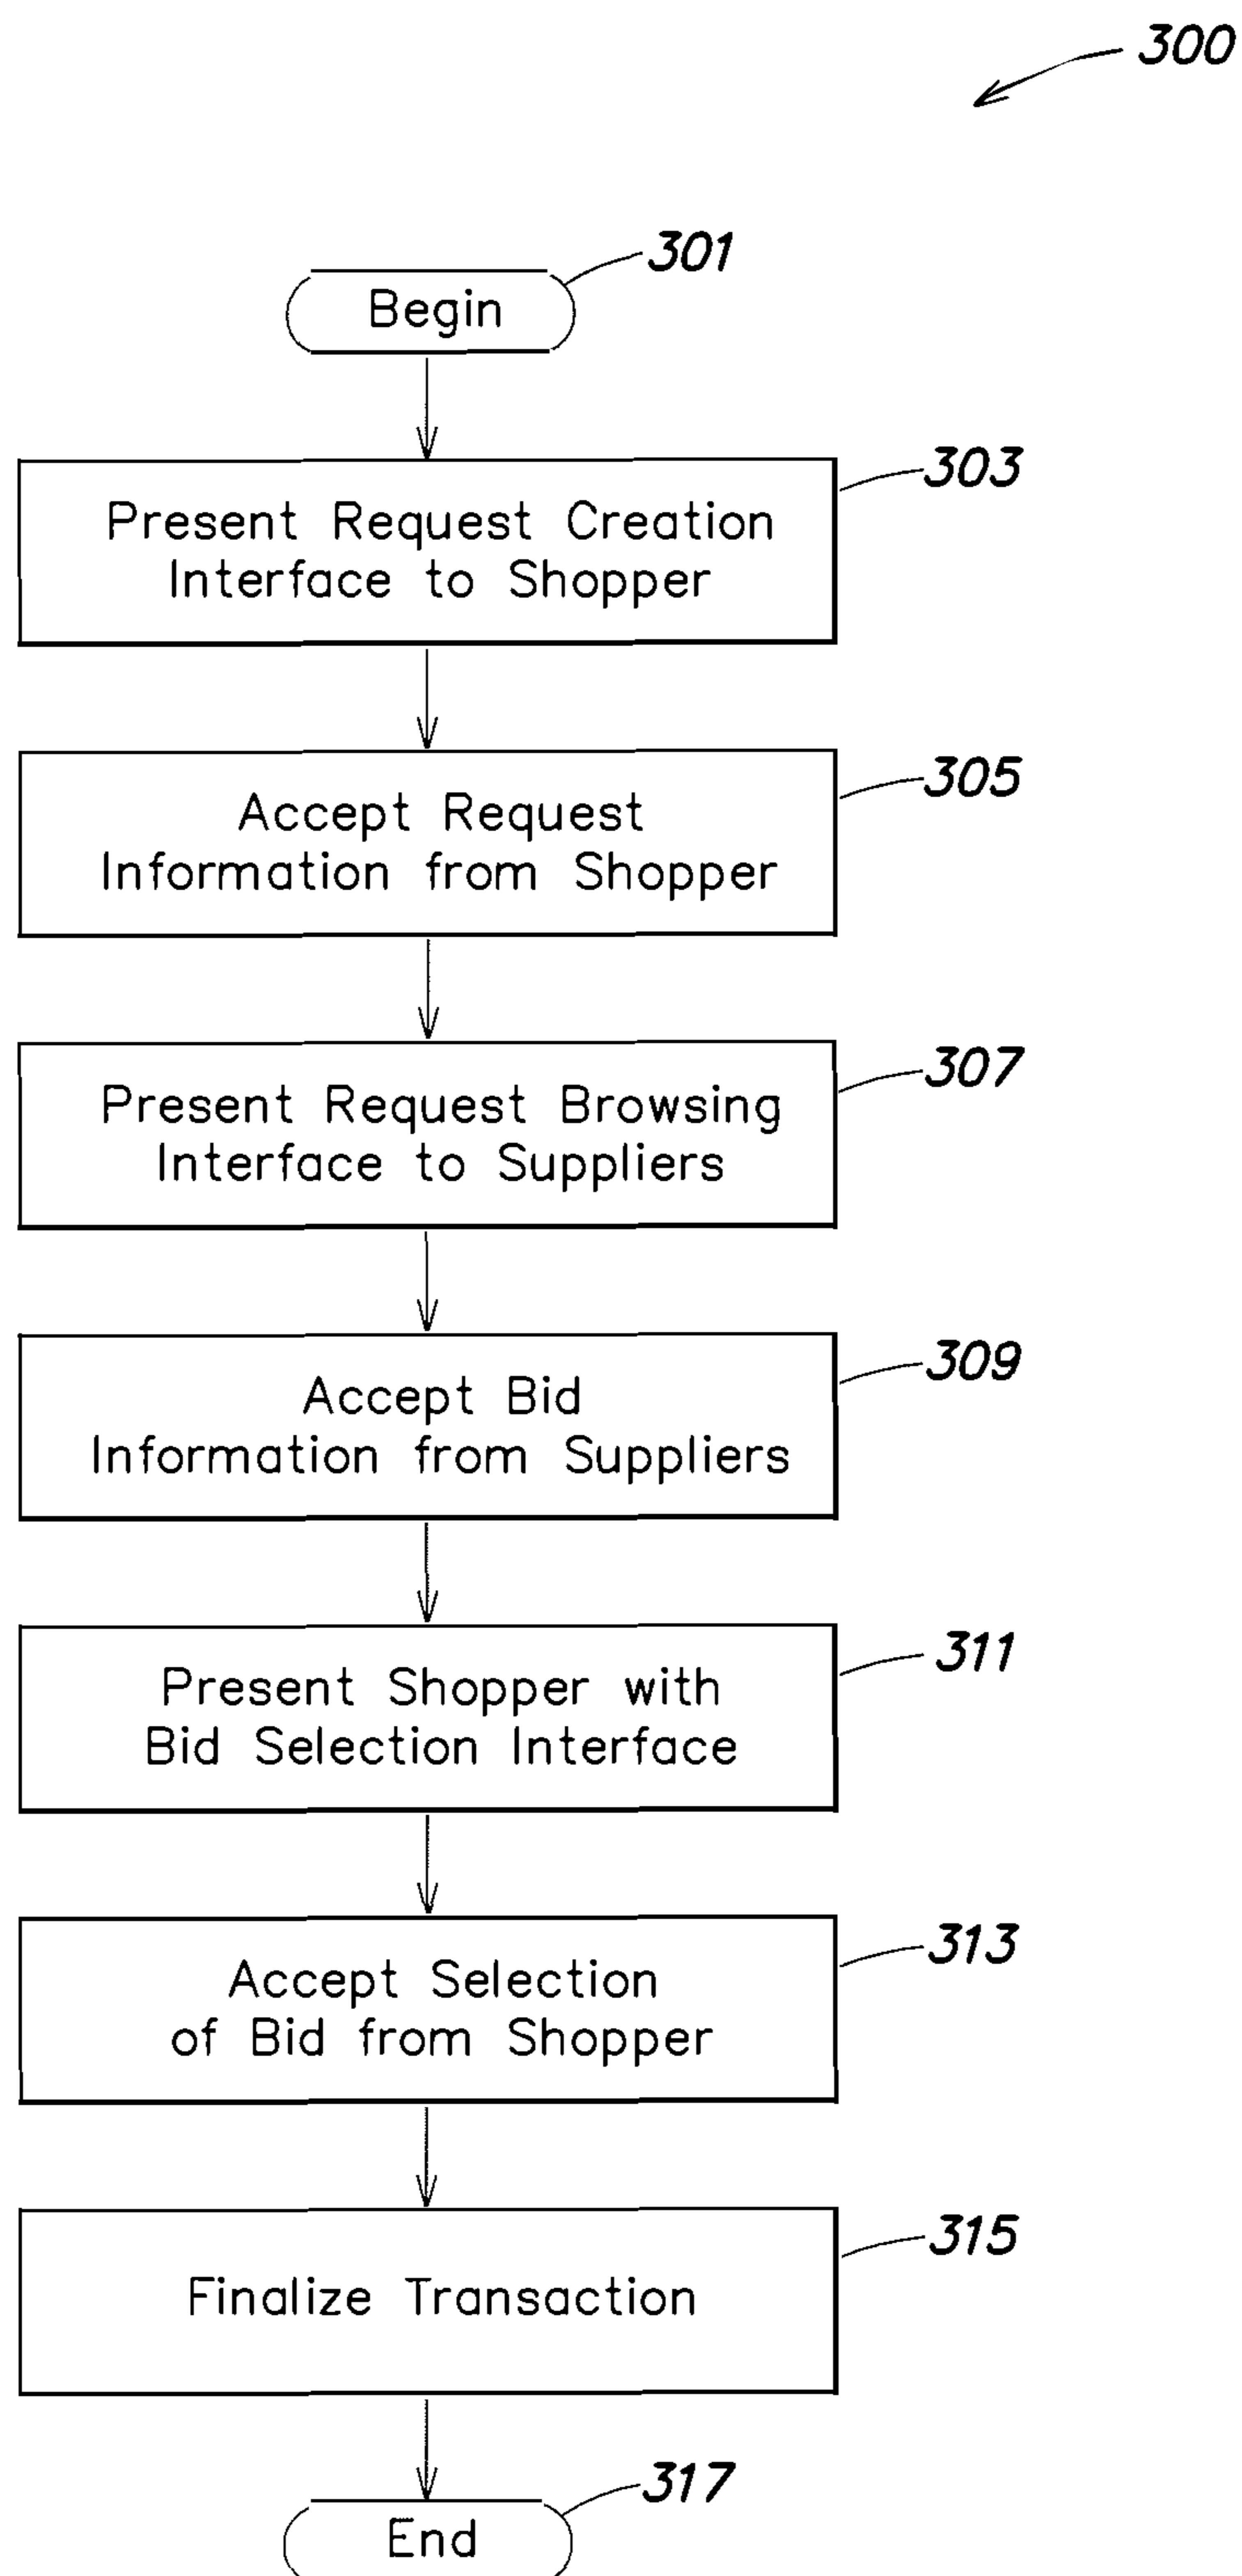 300
301
Begin
303
Present Request Creation
Interface to Shopper
305
Accept Request
Information from Shopper
307
Present Request Browsing
Interface to Suppliers
309
Accept Bid
Information from Suppliers
311
Present Shopper with
Bid Selection Interface
313
Accept Selection
of Bid from Shopper
315
Finalize Transaction
317
End